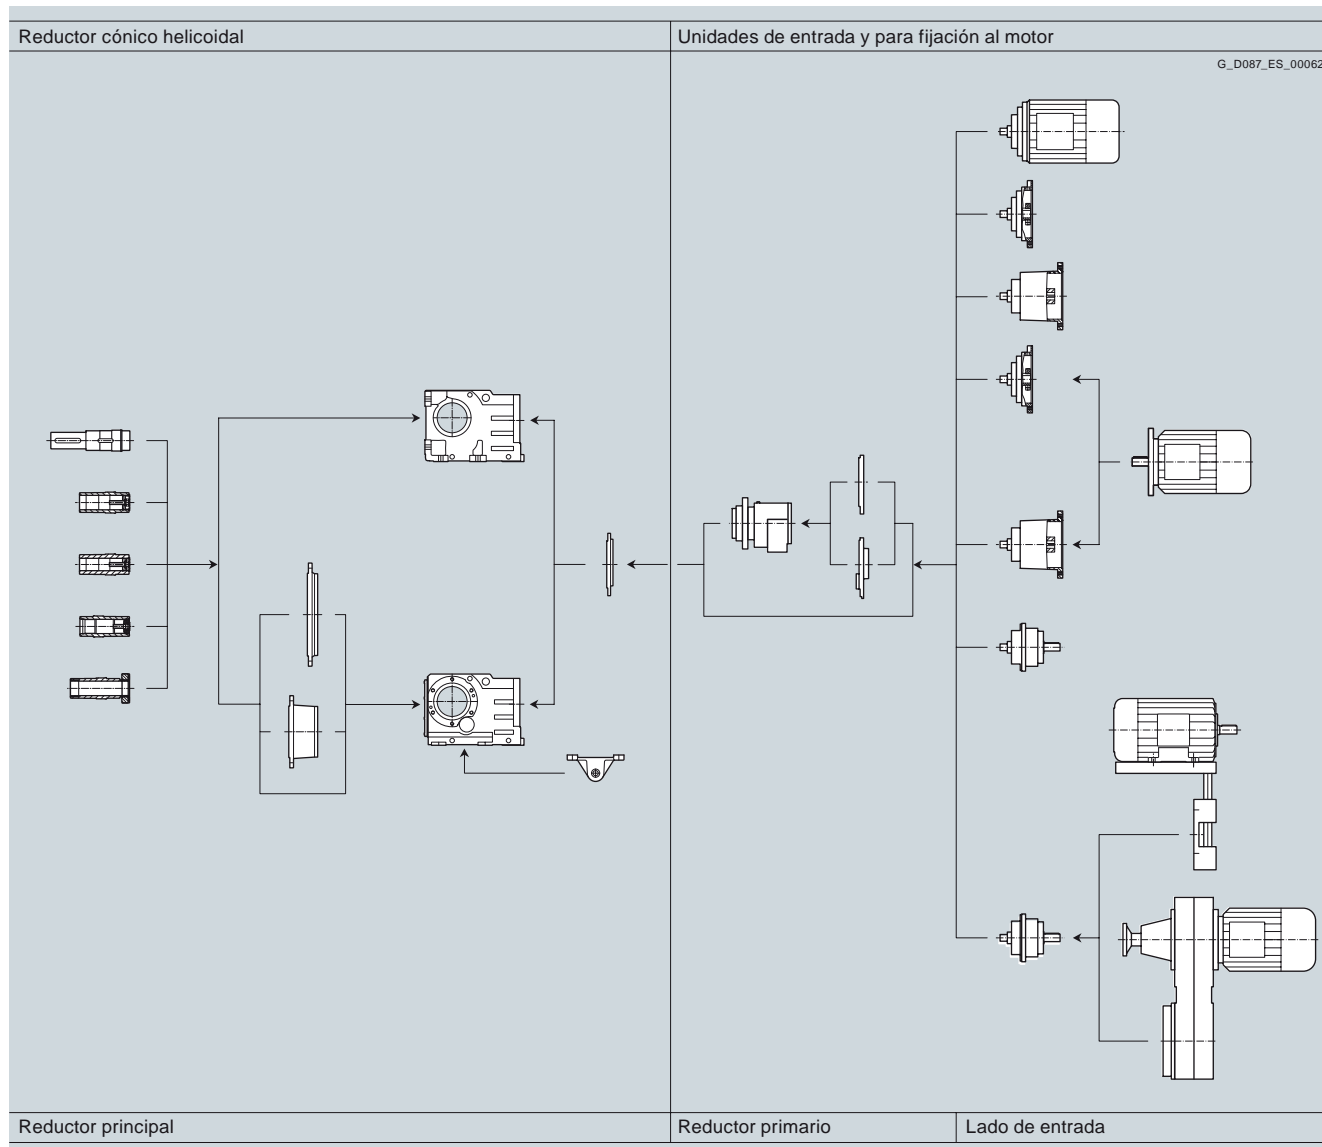 Reductor cónico helicoidal
Unidades de entrada y para fijación al motor
G_D087_ES_00062
Reductor principal
Reductor primario
Lado de entrada